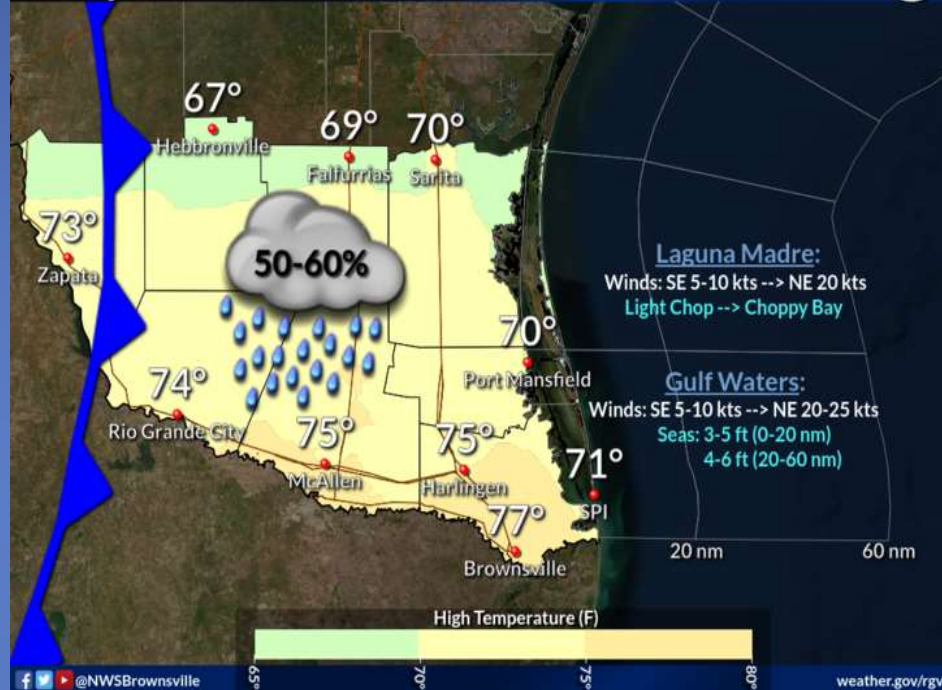 67°
Hebbronville
69°
Falfurrias
70°
Sarita
73°
Zapata
50-60%
Laguna Madre:
Winds: SE 5-10 kts --> NE 20 kts
Light Chop --> Choppy Bay
70°
Port Mansfield
Gulf Waters:
Winds: SE 5-10 kts --> NE 20-25 kts
Seas: 3-5 ft (0-20 nm)
4-6 ft (20-60 nm)
74°
Rio Grande City
75°
McAllen
75°
Harlingen
71°
SPI
77°
Brownsville
20 nm
60 nm
High Temperature (F)
65°
70°
75°
80°
@NWSBrownsville
weather.gov/rgv